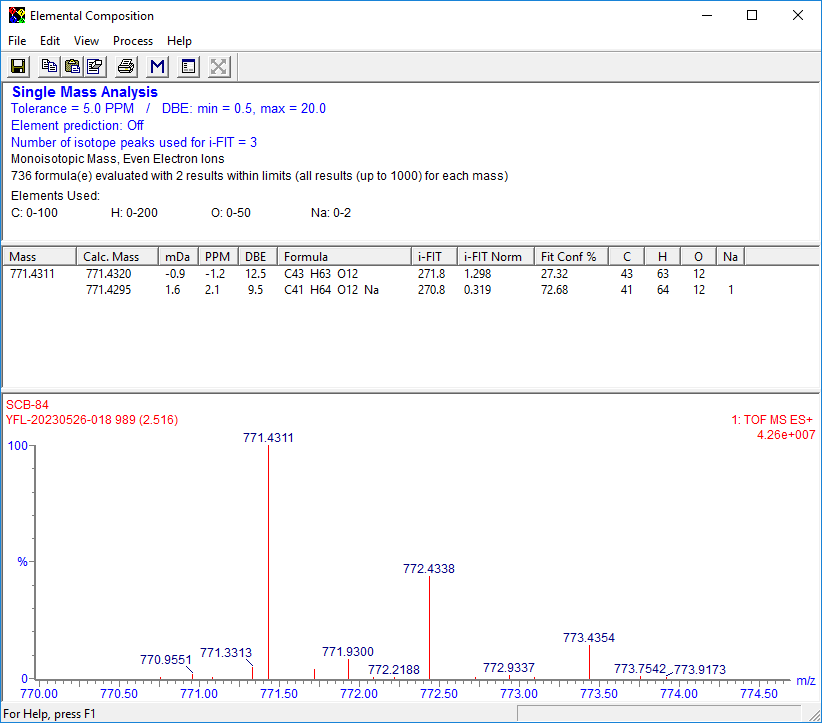 Elemental Composition
File Edit View Process Help
Single Mass Analysis
Tolerance = 5.0 PPM / DBE: min = 0.5, max = 20.0
Element prediction: Off
Number of isotope peaks used for i-FIT = 3
Monoisotopic Mass, Even Electron Ions
736 formula(e) evaluated with 2 results within limits (all results (up to 1000) for each mass)
Elements Used:
C: 0-100 H: 0-200 O: 0-50 Na: 0-2
Mass Calc. Mass mDa PPM DBE Formula i-FIT i-FIT Norm Fit Conf % C H O Na
771.4311 771.4320 -0.9 -1.2 12.5 C43 H63 O12 271.8 1.298 27.32 43 63 12
771.4295 1.6 2.1 9.5 C41 H64 O12 Na 270.8 0.319 72.68 41 64 12 1
SCB-84
YFL-20230526-018 989 (2.516) 1: TOF MS ES+
4.26e+007
100
771.4311
%
772.4338
773.4354
770.9551 771.3313 771.9300 772.2188 772.9337 773.7542 773.9173
0
m/z
770.00 770.50 771.00 771.50 772.00 772.50 773.00 773.50 774.00 774.50
For Help, press F1